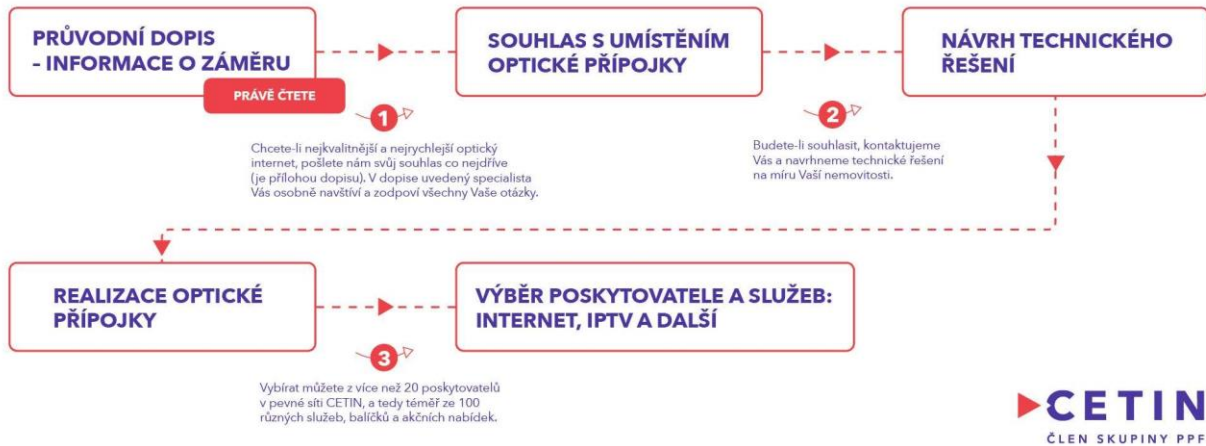 PRŮVODNÍ DOPIS
– INFORMACE O ZÁMĚRU
PRÁVĚ ČTETE
SOUHLAS S UMÍSTĚNÍM
OPTICKÉ PŘÍPOJKY
NÁVRH TECHNICKÉHO
ŘEŠENÍ
1
Chcete-li nejkvalitnější a nejrychlejší optický
internet, pošlete nám svůj souhlas co nejdříve
(je přílohou dopisu). V dopise uvedený specialista
Vás osobně navštíví a zodpoví všechny Vaše otázky.
2
Budete-li souhlasit, kontaktujeme
Vás a navrhneme technické řešení
na míru Vaší nemovitosti.
REALIZACE OPTICKÉ
PŘÍPOJKY
VÝBĚR POSKYTOVATELE A SLUŽEB:
INTERNET, IPTV A DALŠÍ
3
Vybírat můžete z více než 20 poskytovatelů
v pevné síti CETIN, a tedy téměř ze 100
různých služeb, balíčků a akčních nabídek.
CETIN
ČLEN SKUPINY PPF